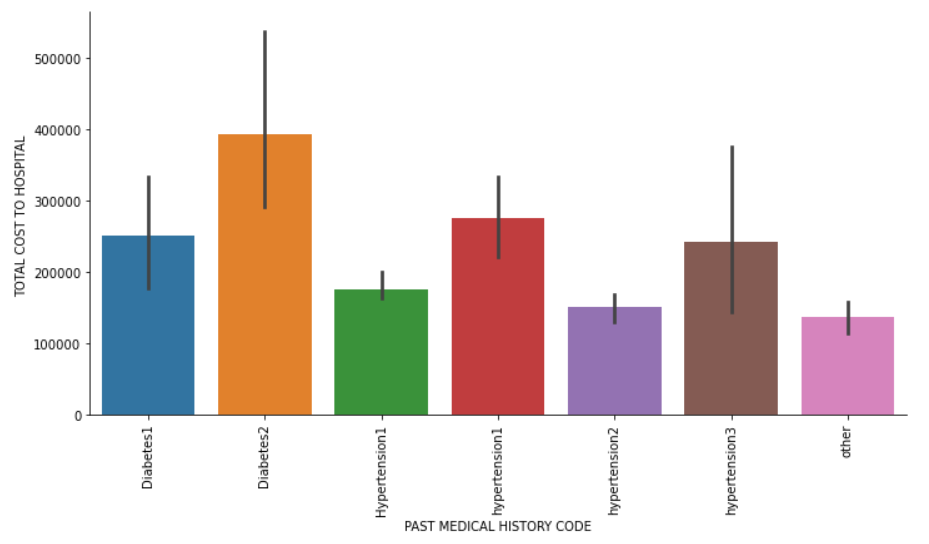 500000
400000
300000
200000
100000
0
TOTAL COST TO HOSPITAL
Diabetes1
Diabetes2
Hypertension1
hypertension1
hypertension2
hypertension3
other
PAST MEDICAL HISTORY CODE